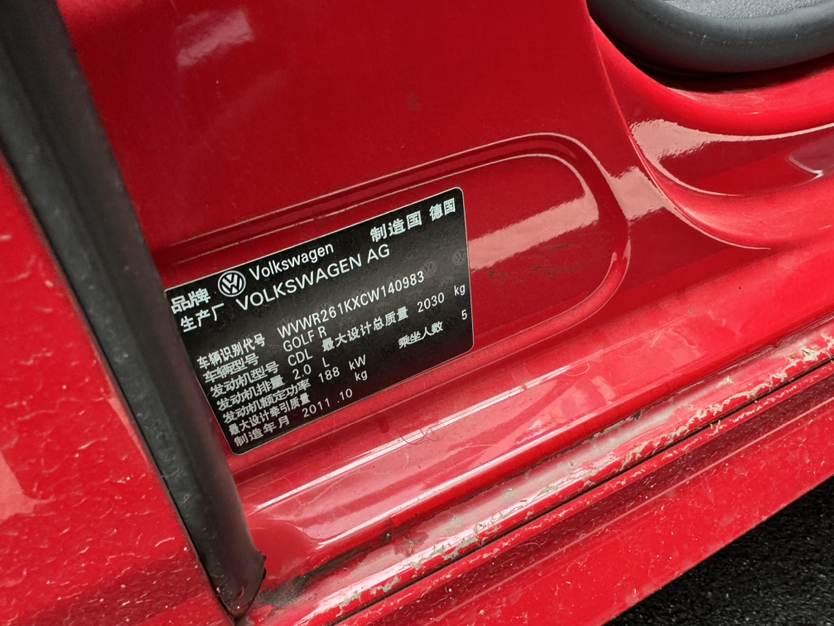 品牌 Volkswagen 制造国 德国
生产厂 VOLKSWAGEN AG
车辆识别代号 WVWR261KXCW140983
车辆型号 GOLF R
发动机型号 CDL 最大设计总质量 2030 kg
发动机排量 2.0 L 乘坐人数 5
发动机额定功率 188 kW
最大设计牵引质量 kg
制造年月 2011 .10